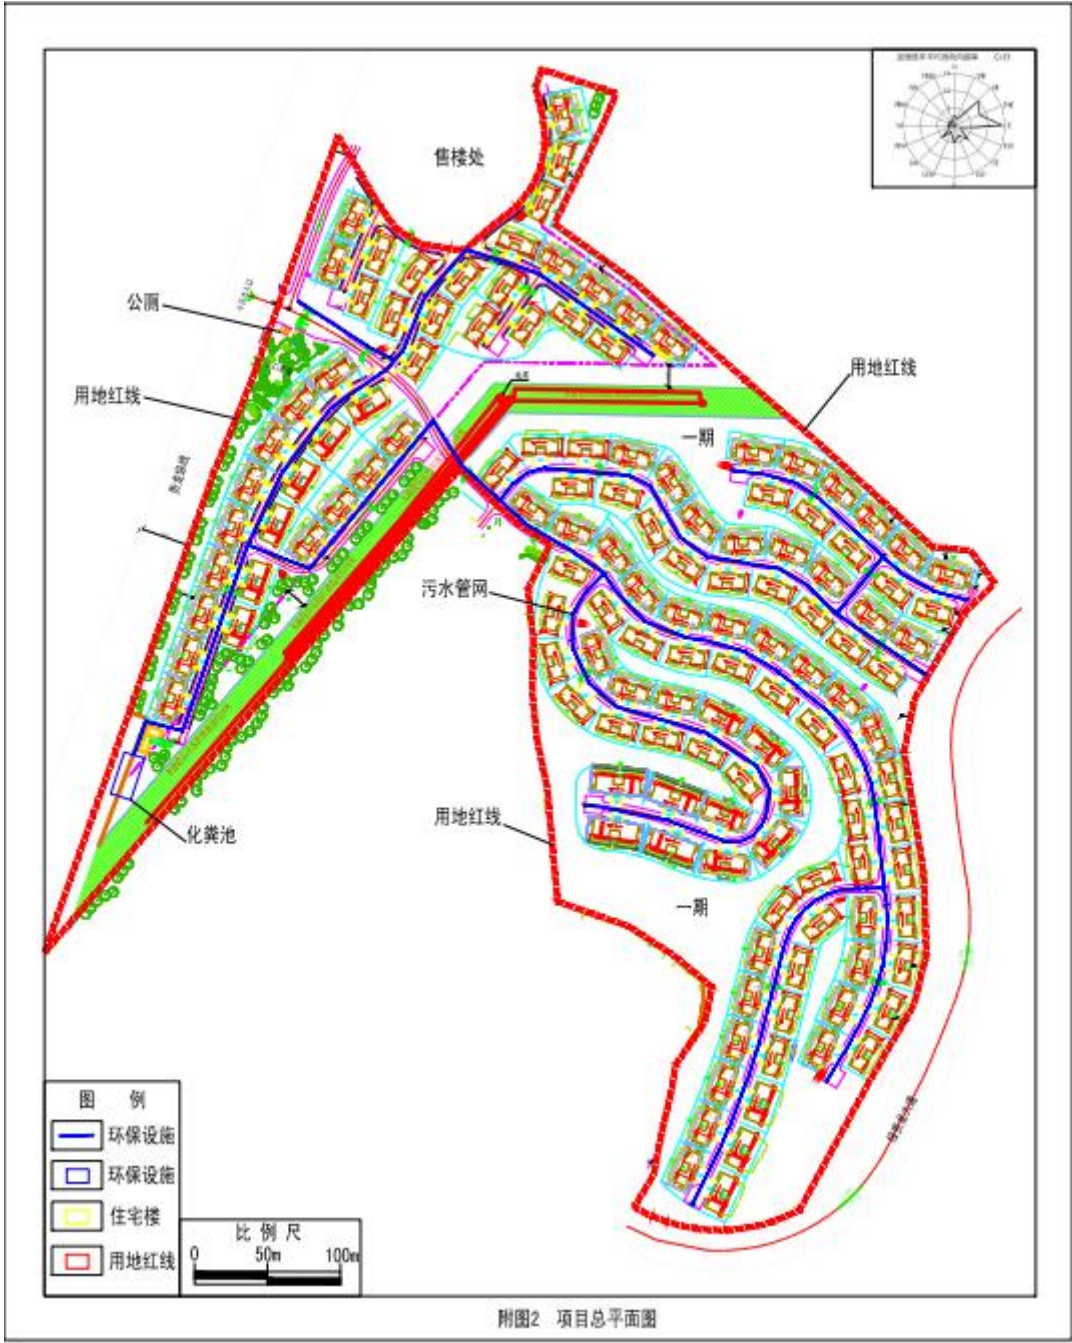 售楼处
公厕
用地红线
用地红线
一期
污水管网
用地红线
化粪池
一期
图 例
环保设施
环保设施
住宅楼
用地红线
比 例 尺
0 50m 100m
附图2 项目总平面图